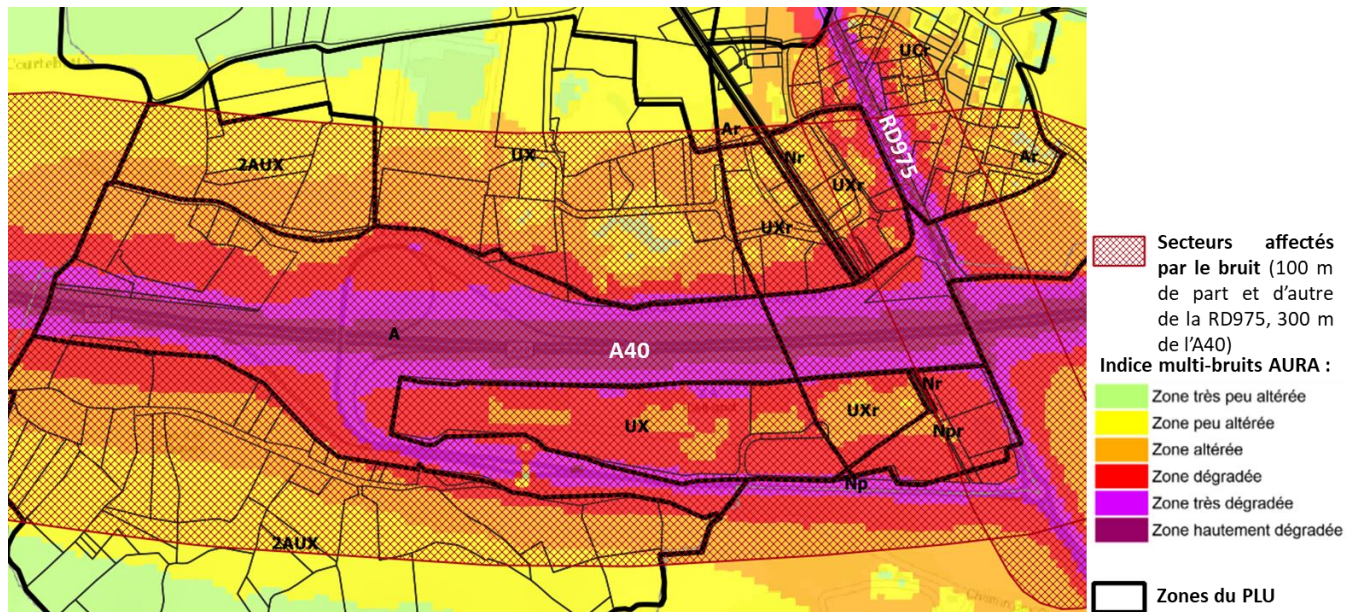 Courtebot
UCr
RD975
Ar
Ar
Nr
2AUX
UX
UXr
UXr
A
A40
Nr
UXr
UX
Npr
Np
2AUX
Secteurs affectés
par le bruit (100 m
de part et d'autre
de la RD975, 300 m
de l'A40)
Indice multi-bruits AURA :
Zone très peu altérée
Zone peu altérée
Zone altérée
Zone dégradée
Zone très dégradée
Zone hautement dégradée
Zones du PLU